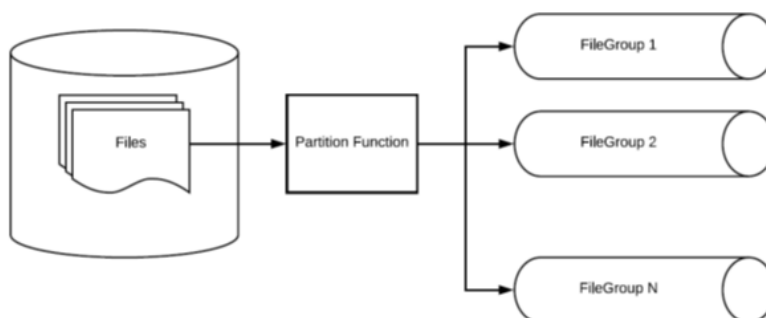 FileGroup 1
Files
Partition Function
FileGroup 2
FileGroup N